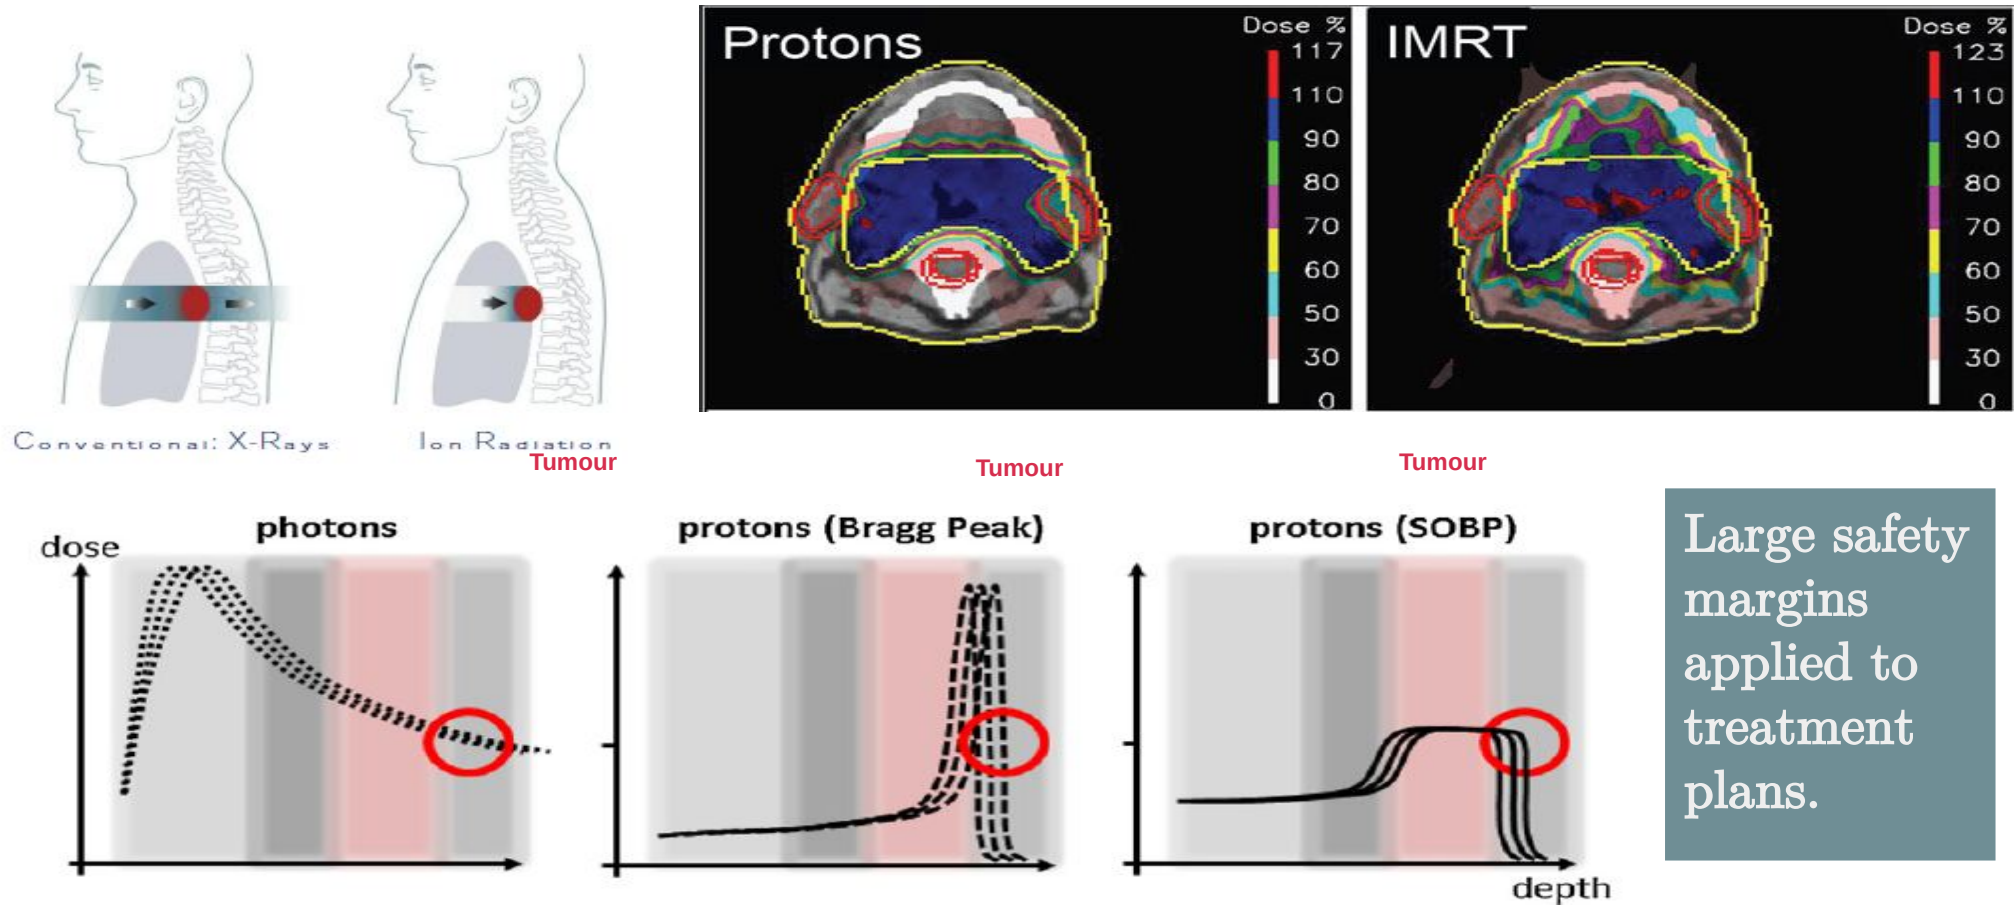 Protons
Dose %
117
110
90
80
70
60
50
30
0
IMRT
Dose %
123
110
90
80
70
60
50
30
0
Conventional: X-Rays
Ion Radiation
Tumour
Tumour
Tumour
photons
protons (Bragg Peak)
protons (SOBP)
dose
depth
Large safety
margins
applied to
treatment
plans.